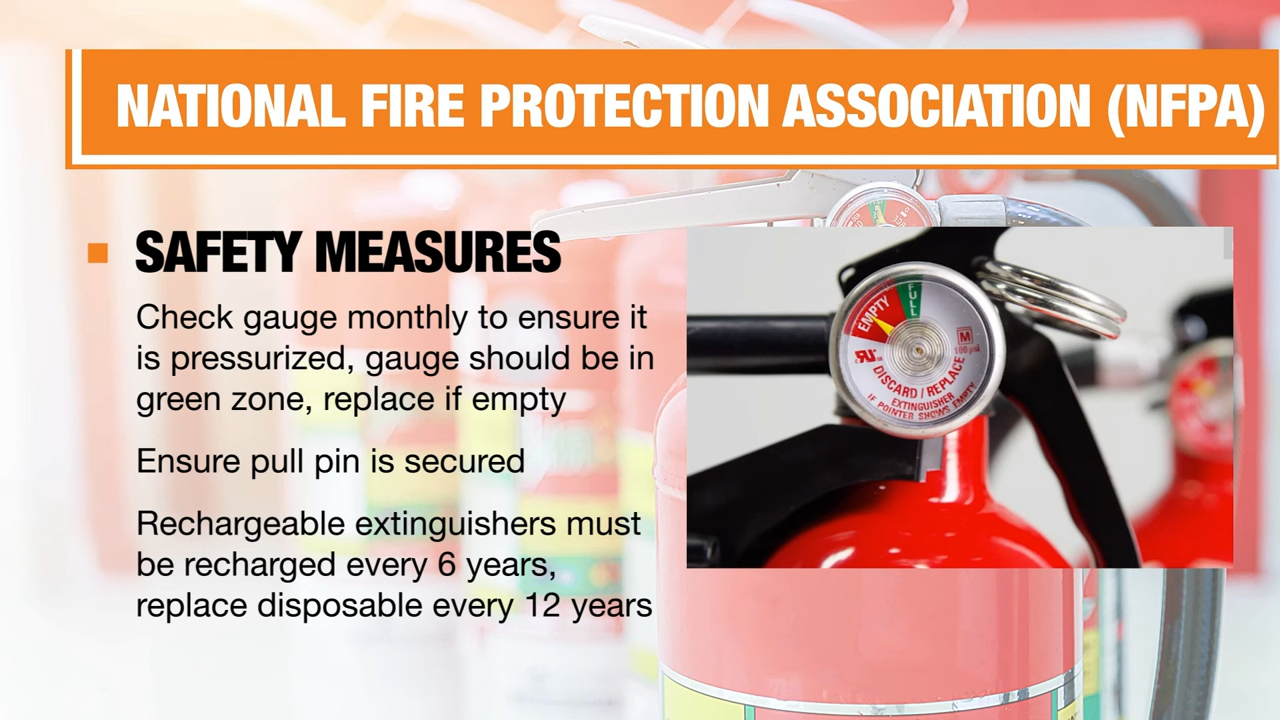 NATIONAL FIRE PROTECTION ASSOCIATION (NFPA)
SAFETY MEASURES
Check gauge monthly to ensure it
is pressurized, gauge should be in
green zone, replace if empty
Ensure pull pin is secured
Rechargeable extinguishers must
be recharged every 6 years,
replace disposable every 12 years
EMPTY
FULL
M
100 psi
DISCARD / REPLACE
EXTINGUISHER
IF POINTER SHOWS EMPTY